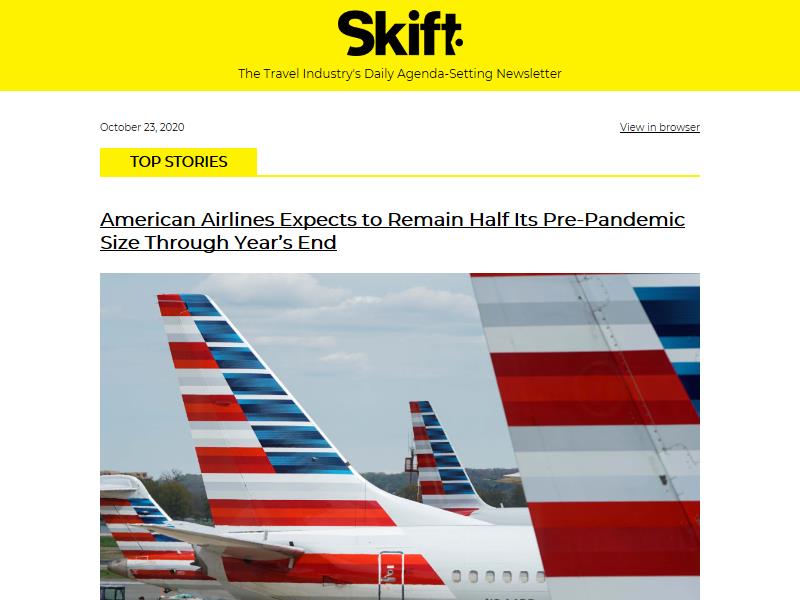 Skift
The Travel Industry's Daily Agenda-Setting Newsletter
October 23, 2020
View in browser
TOP STORIES
American Airlines Expects to Remain Half Its Pre-Pandemic
Size Through Year’s End